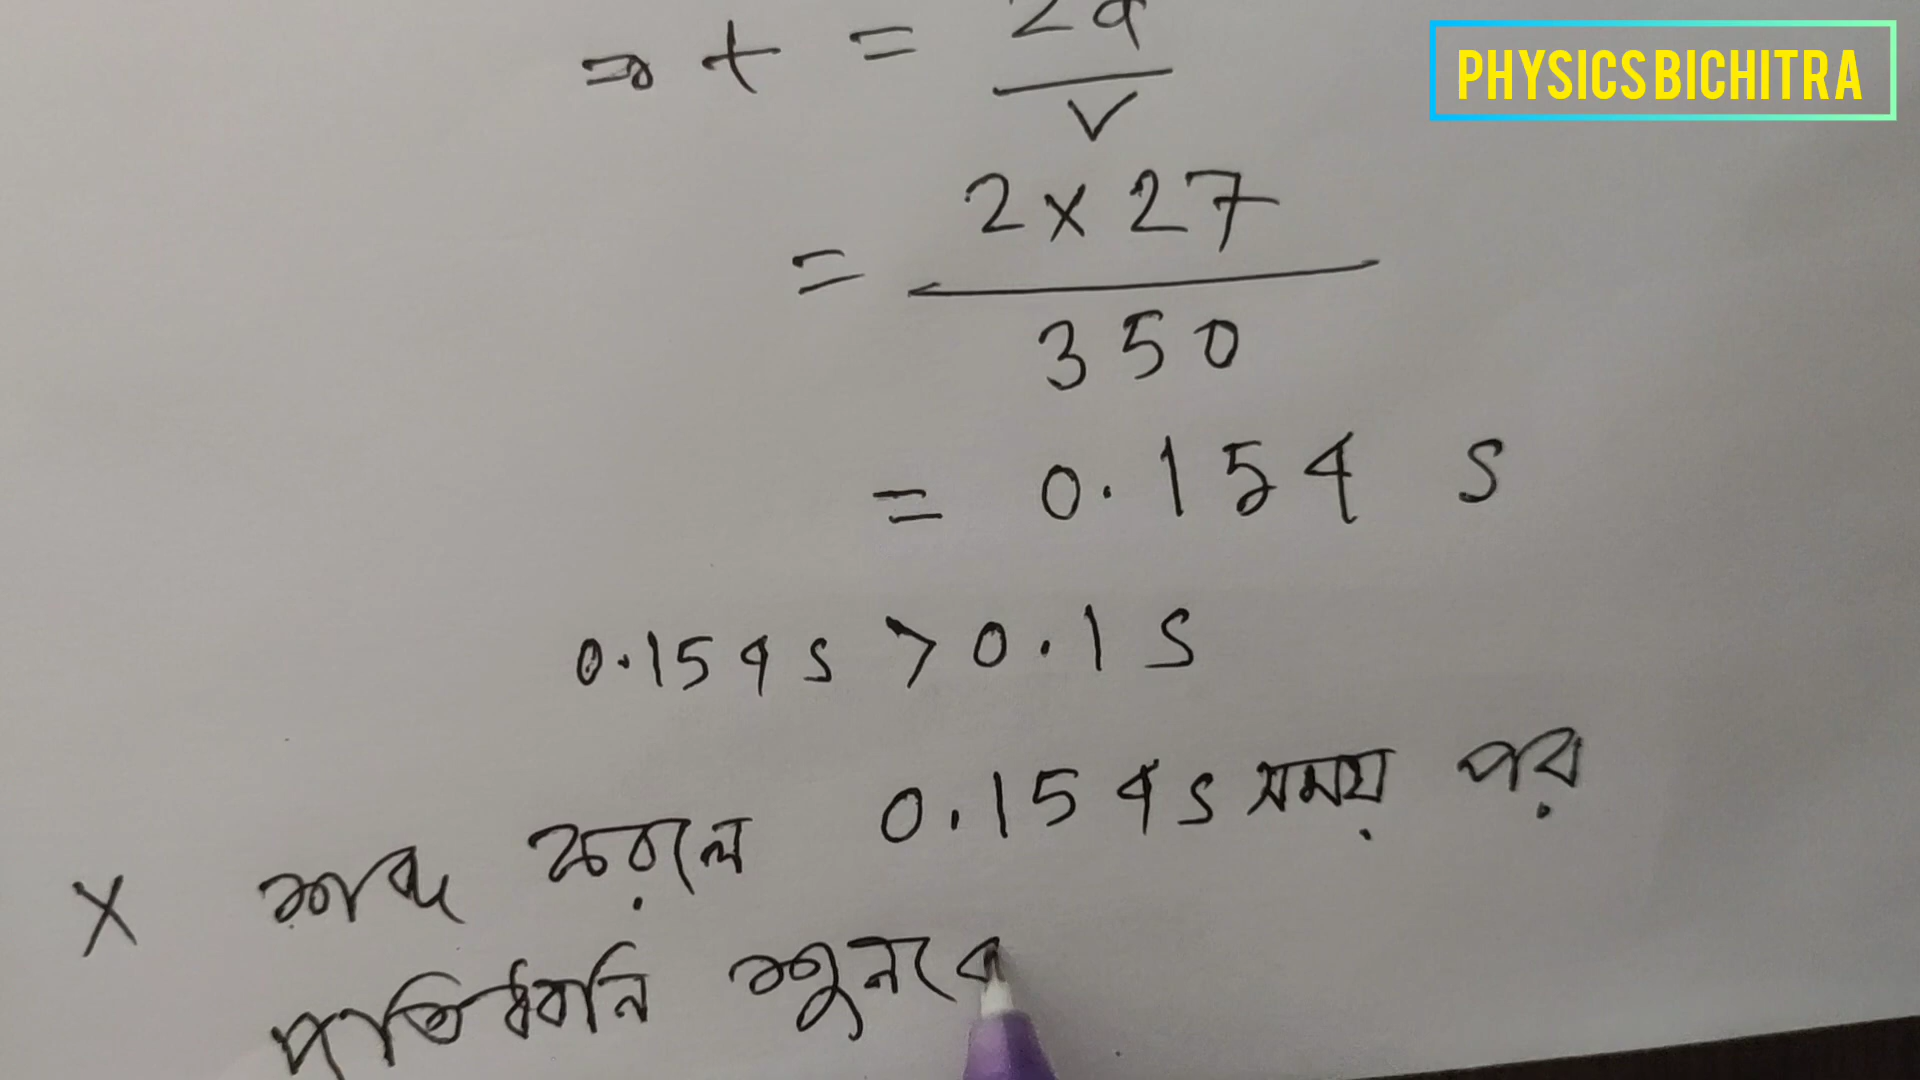 PHYSICS BICHITRA
⇒ t = 2d
v
= 2 × 27
350
= 0.154 s
0.154 s > 0.1 s
X শব্দ করলে 0.154 s সময় পর
প্রতিধ্বনি শুনবে